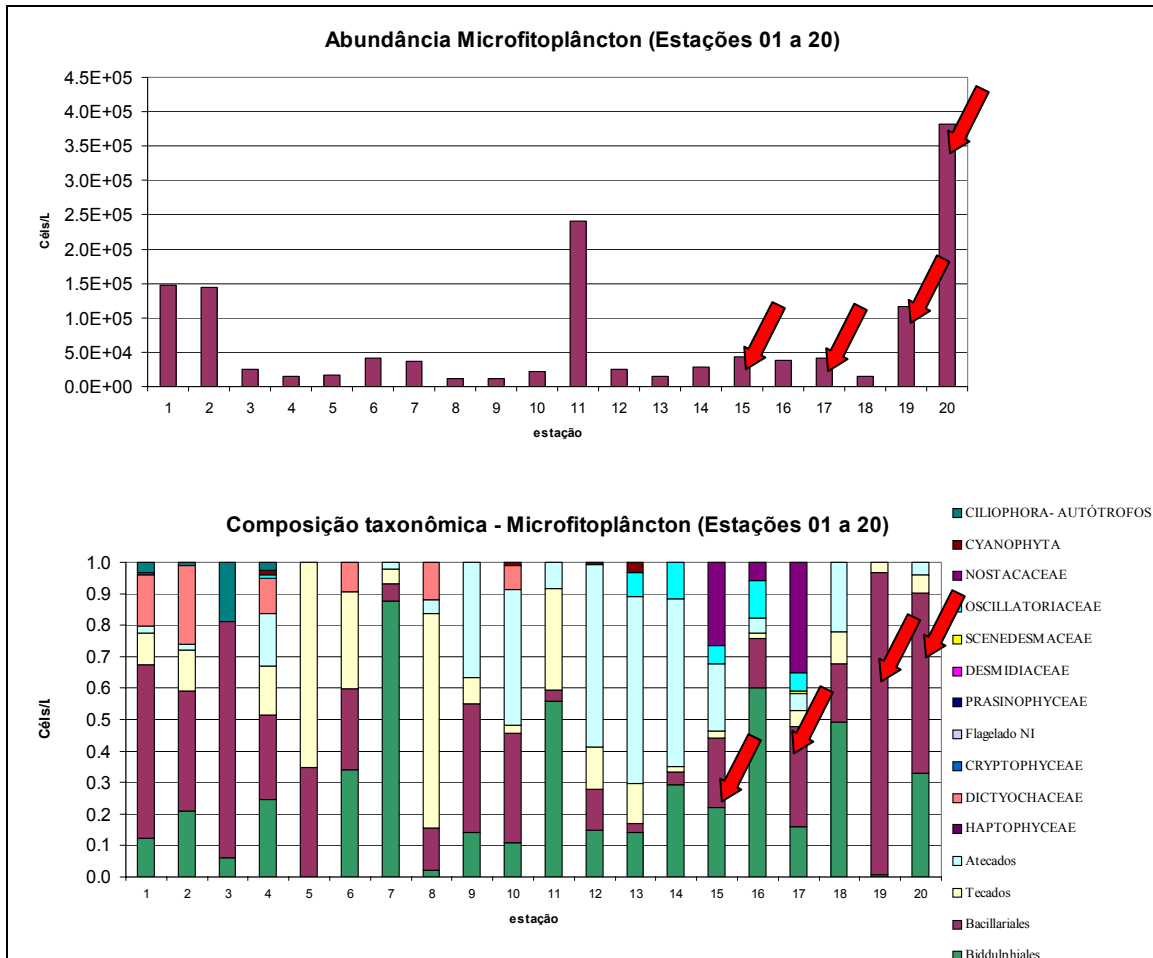 Abundância Microfitoplâncton (Estações 01 a 20)
4.5E+05
4.0E+05
3.5E+05
3.0E+05
2.5E+05
2.0E+05
1.5E+05
1.0E+05
5.0E+04
0.0E+00
Céls/L
1 2 3 4 5 6 7 8 9 10 11 12 13 14 15 16 17 18 19 20
estação
Composição taxonômica - Microfitoplâncton (Estações 01 a 20)
1.0
0.9
0.8
0.7
0.6
0.5
0.4
0.3
0.2
0.1
0.0
Céls/L
1 2 3 4 5 6 7 8 9 10 11 12 13 14 15 16 17 18 19 20
estação
CILIOPHORA- AUTÓTROFOS
CYANOPHYTA
NOSTACACEAE
OSCILLATORIACEAE
SCENEDESMACEAE
DESMIDIACEAE
PRASINOPHYCEAE
Flagelado NI
CRYPTOPHYCEAE
DICTYOCHACEAE
HAPTOPHYCEAE
Atecados
Tecados
Bacillariales
Biddulphiales